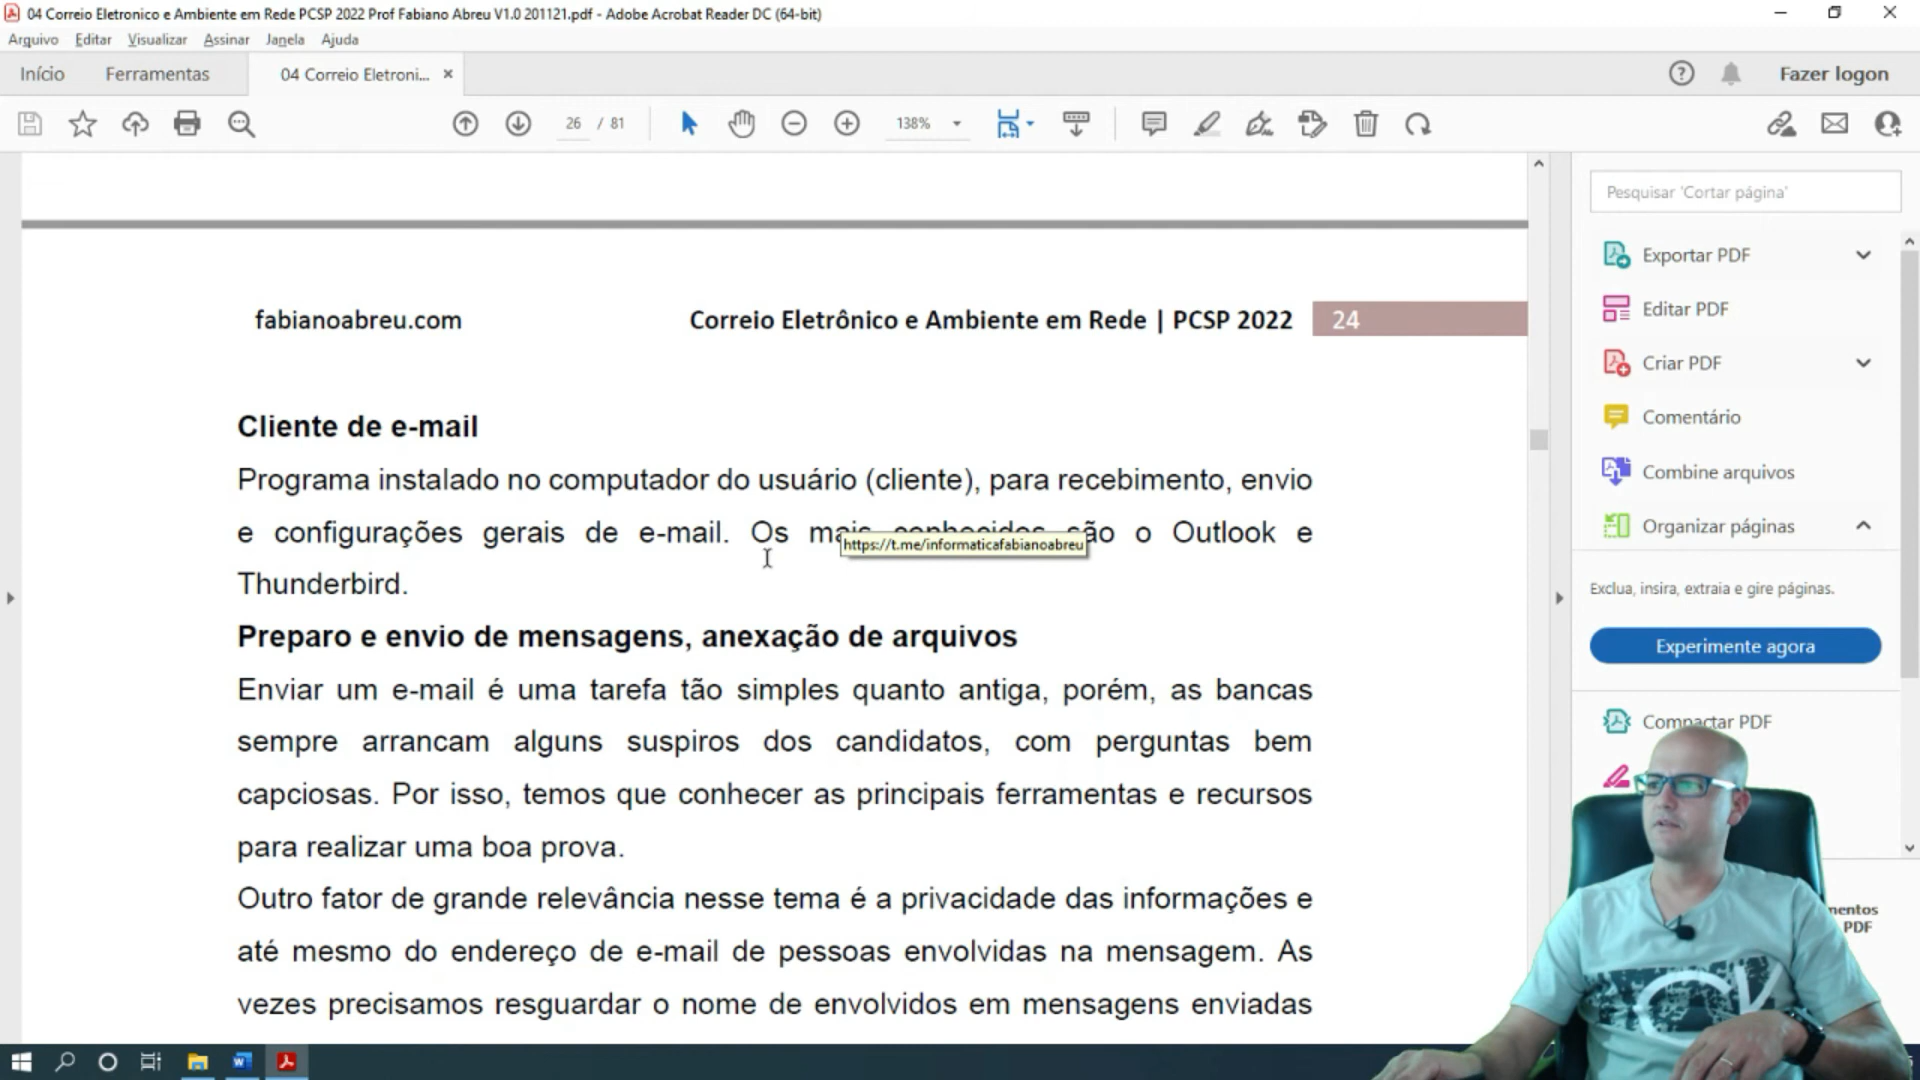 04 Correio Eletronico e Ambiente em Rede PCSP 2022 Prof Fabiano Abreu V1.0 201121.pdf - Adobe Acrobat Reader DC (64-bit)
Arquivo Editar Visualizar Assinar Janela Ajuda
Início Ferramentas 04 Correio Eletroni... Fazer logon
26 / 81 138%
Pesquisar 'Cortar página'
Exportar PDF
Editar PDF
Criar PDF
Comentário
Combine arquivos
Organizar páginas
Exclua, insira, extraia e gire páginas.
Experimente agora
Compactar PDF
mentos
PDF
fabianoabreu.com Correio Eletrônico e Ambiente em Rede | PCSP 2022 24
Cliente de e-mail
Programa instalado no computador do usuário (cliente), para recebimento, envio
e configurações gerais de e-mail. Os mais conhecidos são o Outlook e
https://t.me/informaticafabianoabreu
Thunderbird.
Preparo e envio de mensagens, anexação de arquivos
Enviar um e-mail é uma tarefa tão simples quanto antiga, porém, as bancas
sempre arrancam alguns suspiros dos candidatos, com perguntas bem
capciosas. Por isso, temos que conhecer as principais ferramentas e recursos
para realizar uma boa prova.
Outro fator de grande relevância nesse tema é a privacidade das informações e
até mesmo do endereço de e-mail de pessoas envolvidas na mensagem. As
vezes precisamos resguardar o nome de envolvidos em mensagens enviadas